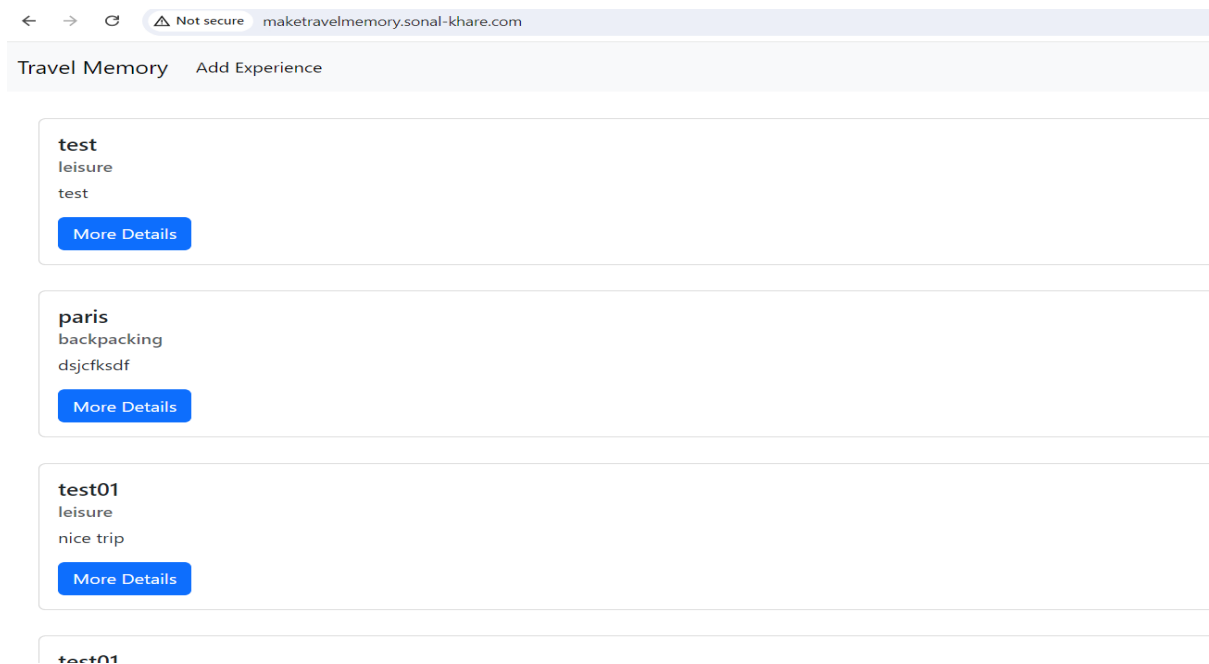 Not secure maketravelmemory.sonal-khare.com
Travel Memory Add Experience
test
leisure
test
More Details
paris
backpacking
dsjcfksdf
More Details
test01
leisure
nice trip
More Details
test01